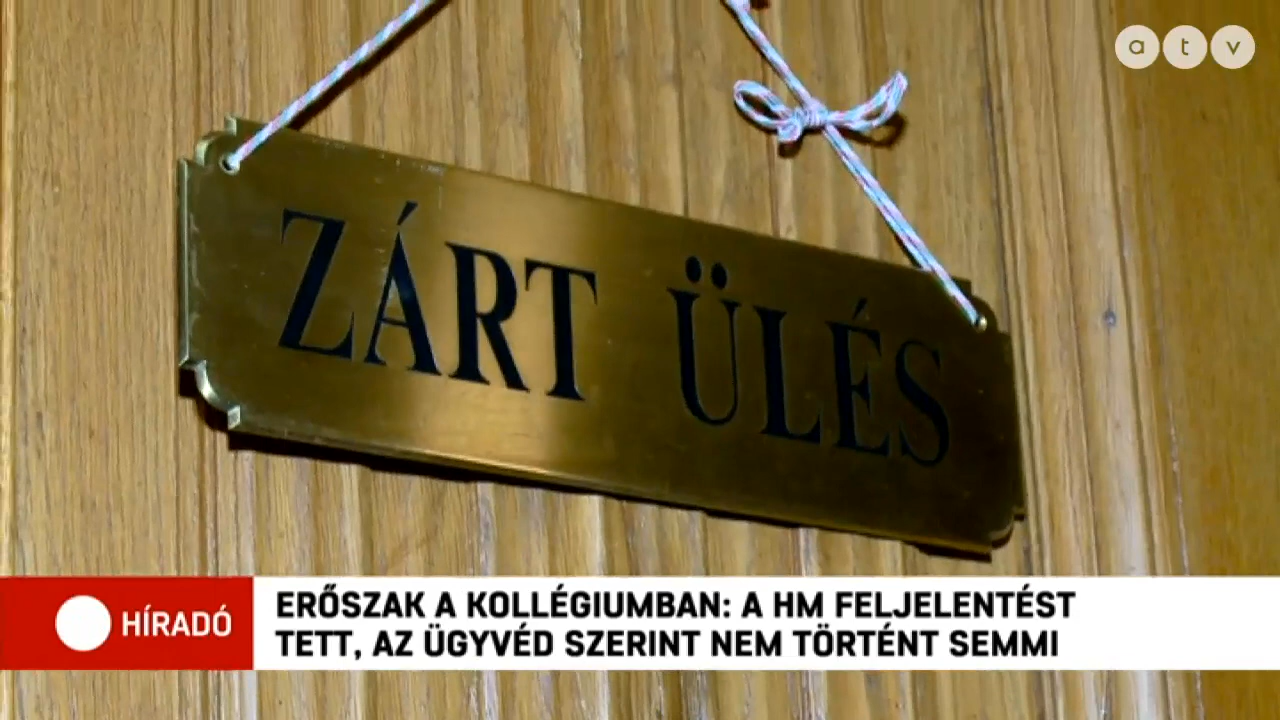 atv
ZÁRT ÜLÉS
HÍRADÓ
ERŐSZAK A KOLLÉGIUMBAN: A HM FELJELENTÉST
TETT, AZ ÜGYVÉD SZERINT NEM TÖRTÉNT SEMMI